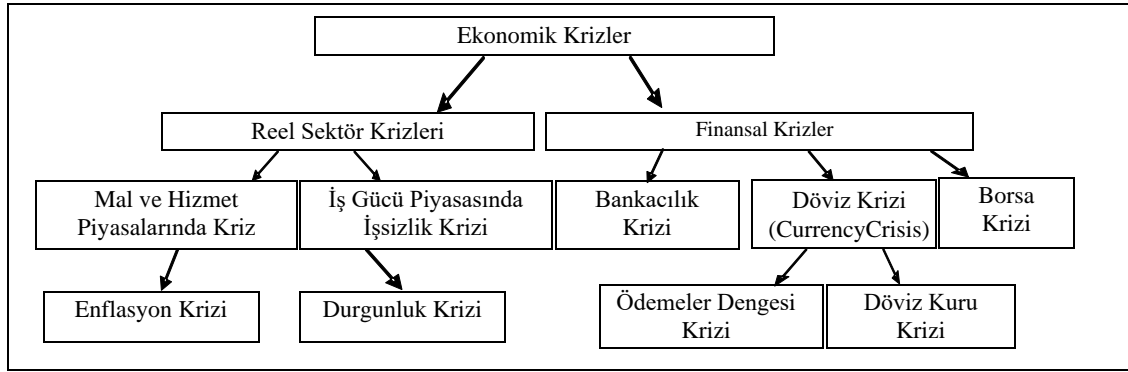 Ekonomik Krizler
Reel Sektör Krizleri
Finansal Krizler
Mal ve Hizmet
Piyasalarında Kriz
İş Gücü Piyasasında
İşsizlik Krizi
Bankacılık
Krizi
Döviz Krizi
(CurrencyCrisis)
Borsa
Krizi
Enflasyon Krizi
Durgunluk Krizi
Ödemeler Dengesi
Krizi
Döviz Kuru
Krizi